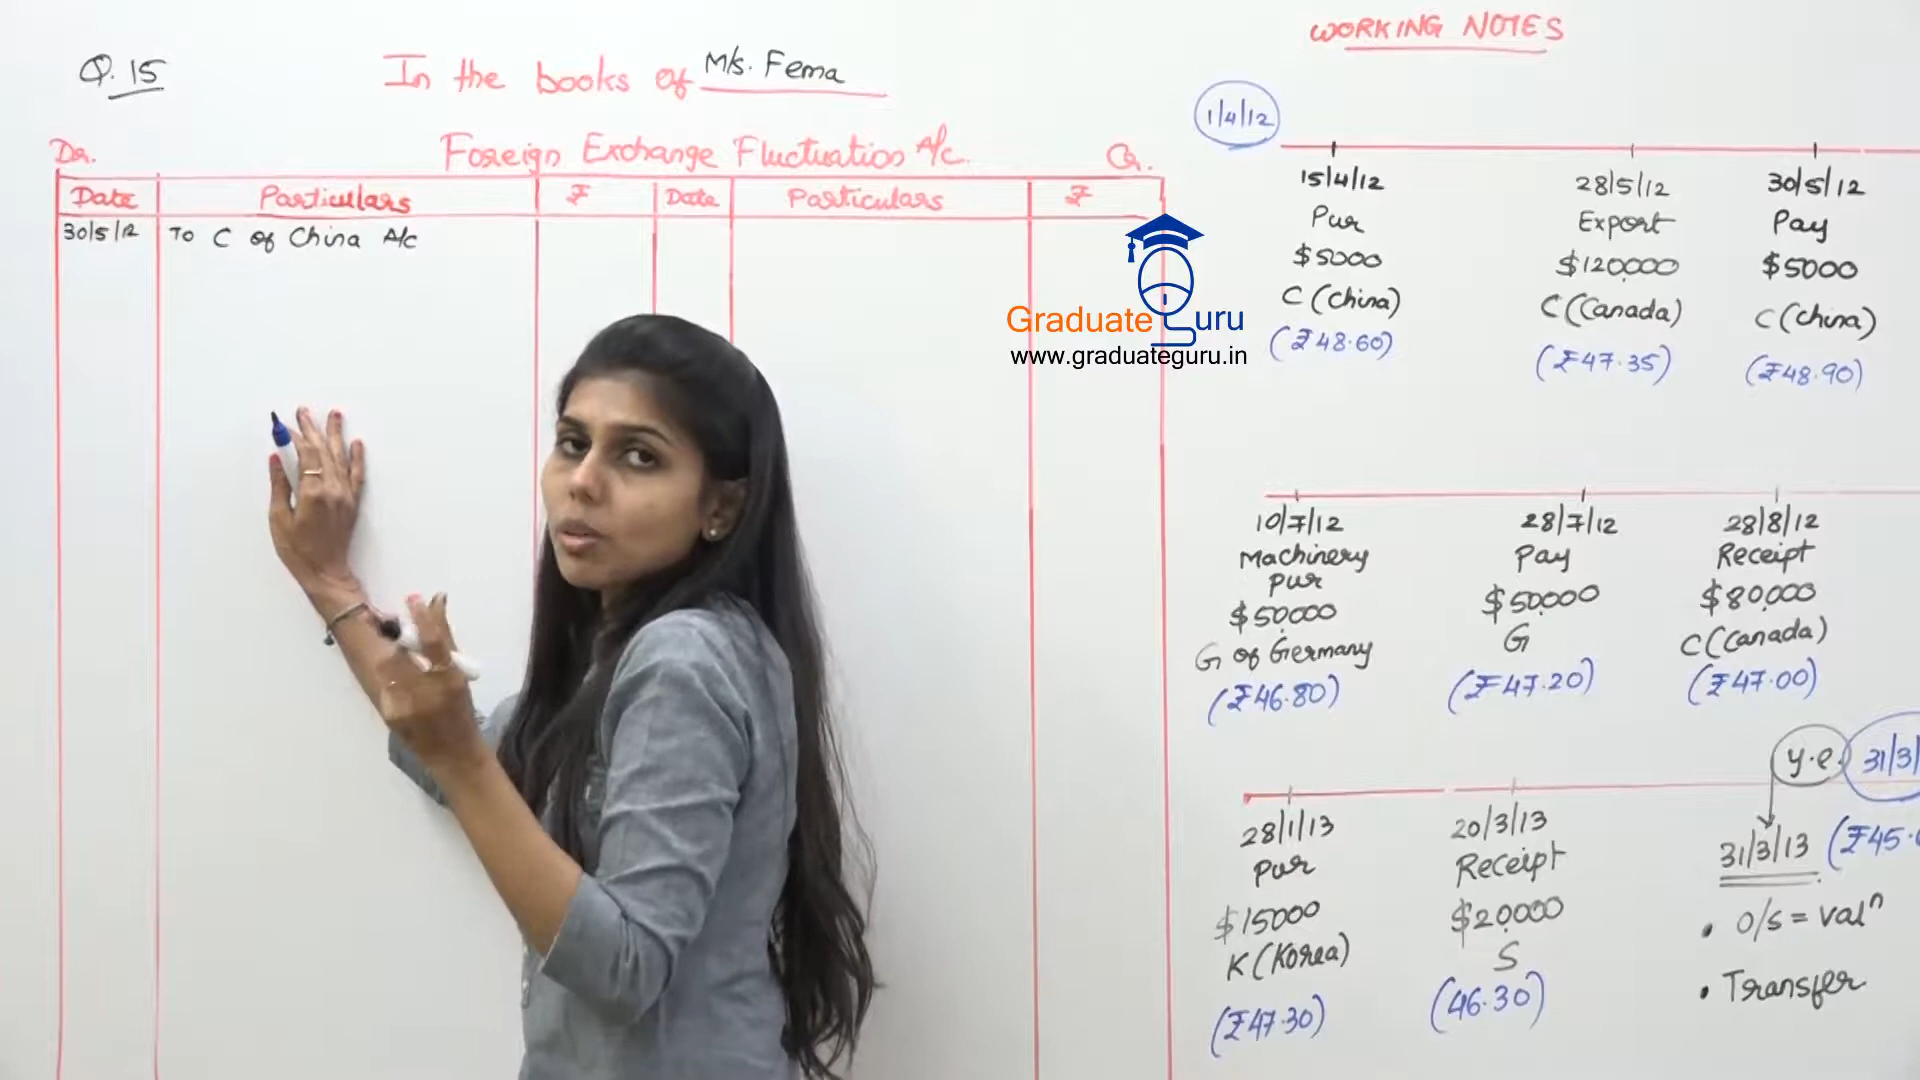 Q.15
In the books of M/s. Fema
Foreign Exchange Fluctuation A/c.
Dr.
Cr.
Date Particulars ₹ Date Particulars ₹
30/5/12 To C of China A/c
Graduate Guru
www.graduateguru.in
WORKING NOTES
1/4/12
15/4/12
Pur
$5000
C (China)
(₹48.60)
28/5/12
Export
$120,000
C (Canada)
(₹47.35)
30/5/12
Pay
$5000
C (China)
(₹48.90)
10/7/12
Machinery
Pur
$50,000
G of Germany
(₹46.80)
28/7/12
Pay
$50,000
G
(₹47.20)
28/8/12
Receipt
$80,000
C (Canada)
(₹47.00)
28/1/13
Pur
$15000
K (Korea)
(₹47.30)
20/3/13
Receipt
$20,000
S
(46.30)
y.e. 31/3/
31/3/13 (₹45.
• O/s = valⁿ
• Transfer